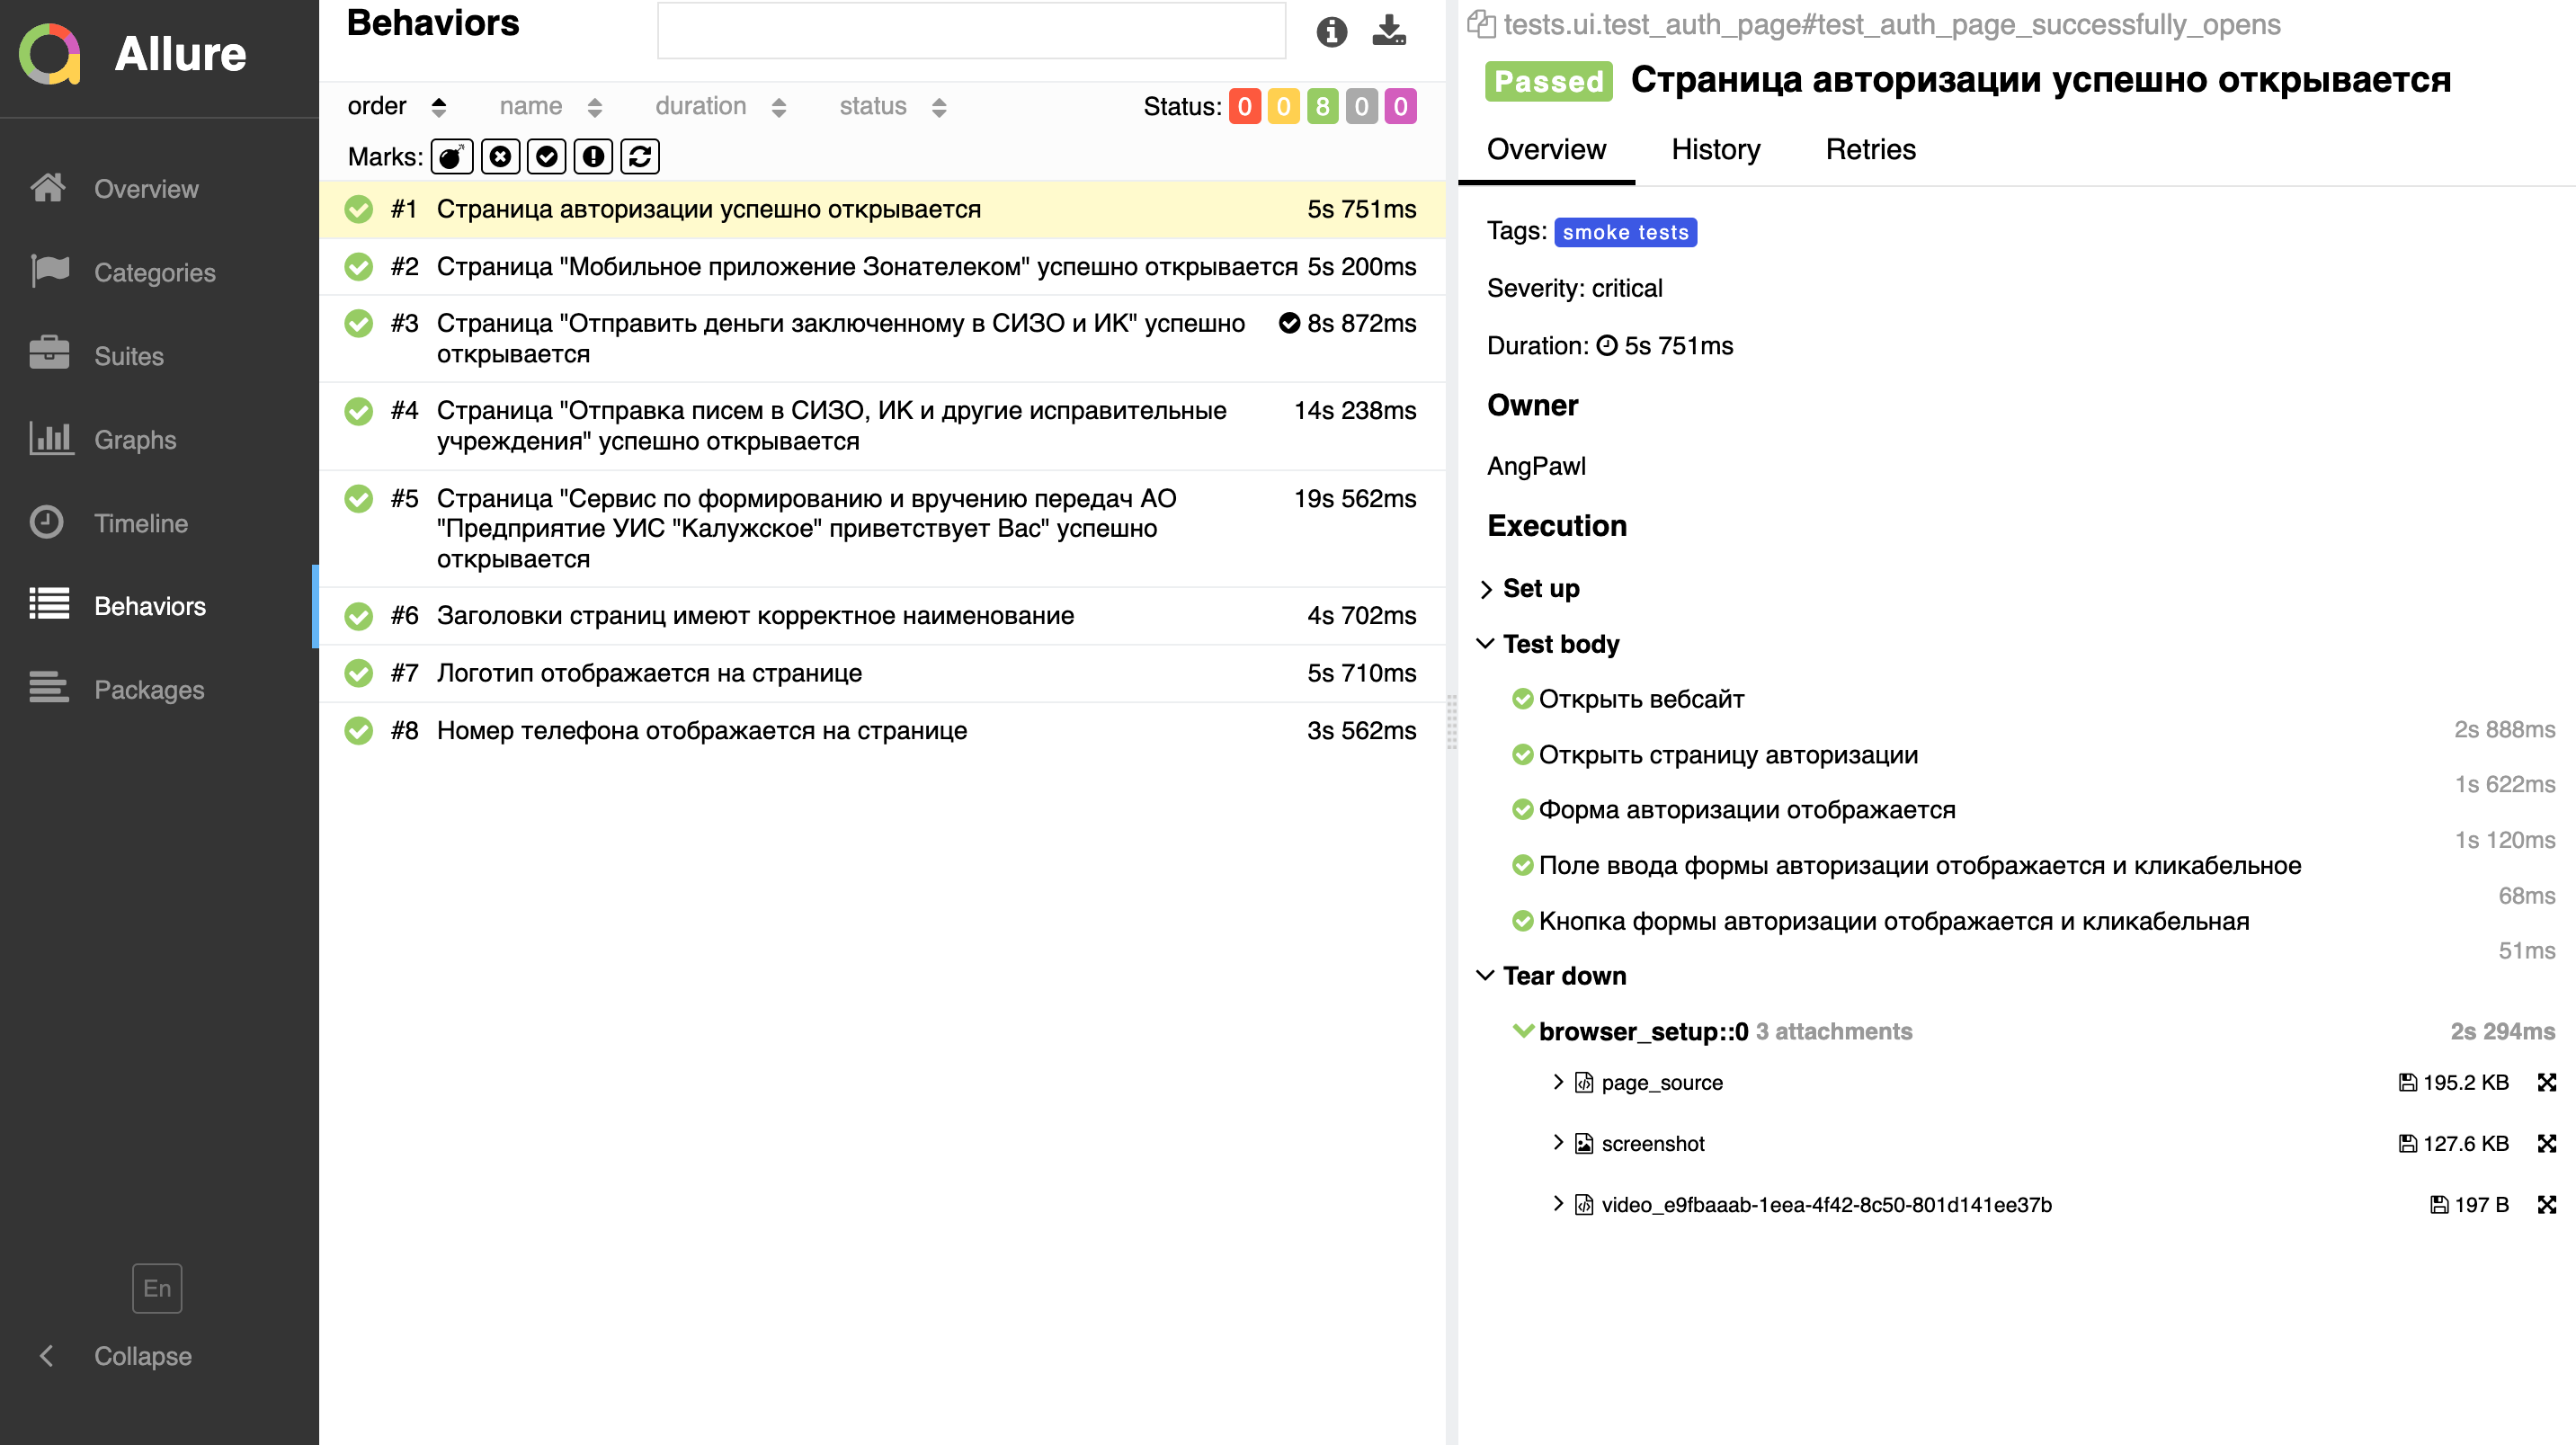 Allure
Overview
Categories
Suites
Graphs
Timeline
Behaviors
Packages
En
Collapse
Behaviors
order name duration status Status: 0 0 8 0 0
Marks:
#1 Страница авторизации успешно открывается 5s 751ms
#2 Страница "Мобильное приложение Зонателеком" успешно открывается 5s 200ms
#3 Страница "Отправить деньги заключенному в СИЗО и ИК" успешно 8s 872ms
открывается
#4 Страница "Отправка писем в СИЗО, ИК и другие исправительные 14s 238ms
учреждения" успешно открывается
#5 Страница "Сервис по формированию и вручению передач АО 19s 562ms
"Предприятие УИС "Калужское" приветствует Вас" успешно
открывается
#6 Заголовки страниц имеют корректное наименование 4s 702ms
#7 Логотип отображается на странице 5s 710ms
#8 Номер телефона отображается на странице 3s 562ms
tests.ui.test_auth_page#test_auth_page_successfully_opens
Passed Страница авторизации успешно открывается
Overview History Retries
Tags: smoke tests
Severity: critical
Duration: 5s 751ms
Owner
AngPawl
Execution
Set up
Test body
Открыть вебсайт
2s 888ms
Открыть страницу авторизации
1s 622ms
Форма авторизации отображается
1s 120ms
Поле ввода формы авторизации отображается и кликабельное
68ms
Кнопка формы авторизации отображается и кликабельная
51ms
Tear down
browser_setup::0 3 attachments 2s 294ms
page_source 195.2 KB
screenshot 127.6 KB
video_e9fbaaab-1eea-4f42-8c50-801d141ee37b 197 B